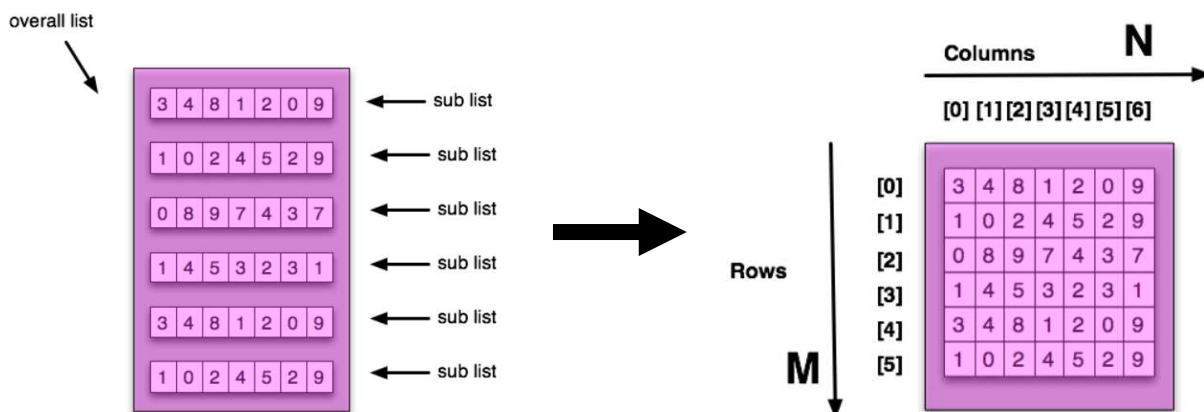 overall list
3 4 8 1 2 0 9 sub list
1 0 2 4 5 2 9 sub list
0 8 9 7 4 3 7 sub list
1 4 5 3 2 3 1 sub list
3 4 8 1 2 0 9 sub list
1 0 2 4 5 2 9 sub list
Columns N
[0] [1] [2] [3] [4] [5] [6]
[0] 3 4 8 1 2 0 9
[1] 1 0 2 4 5 2 9
[2] 0 8 9 7 4 3 7
[3] 1 4 5 3 2 3 1
[4] 3 4 8 1 2 0 9
[5] 1 0 2 4 5 2 9
Rows
M